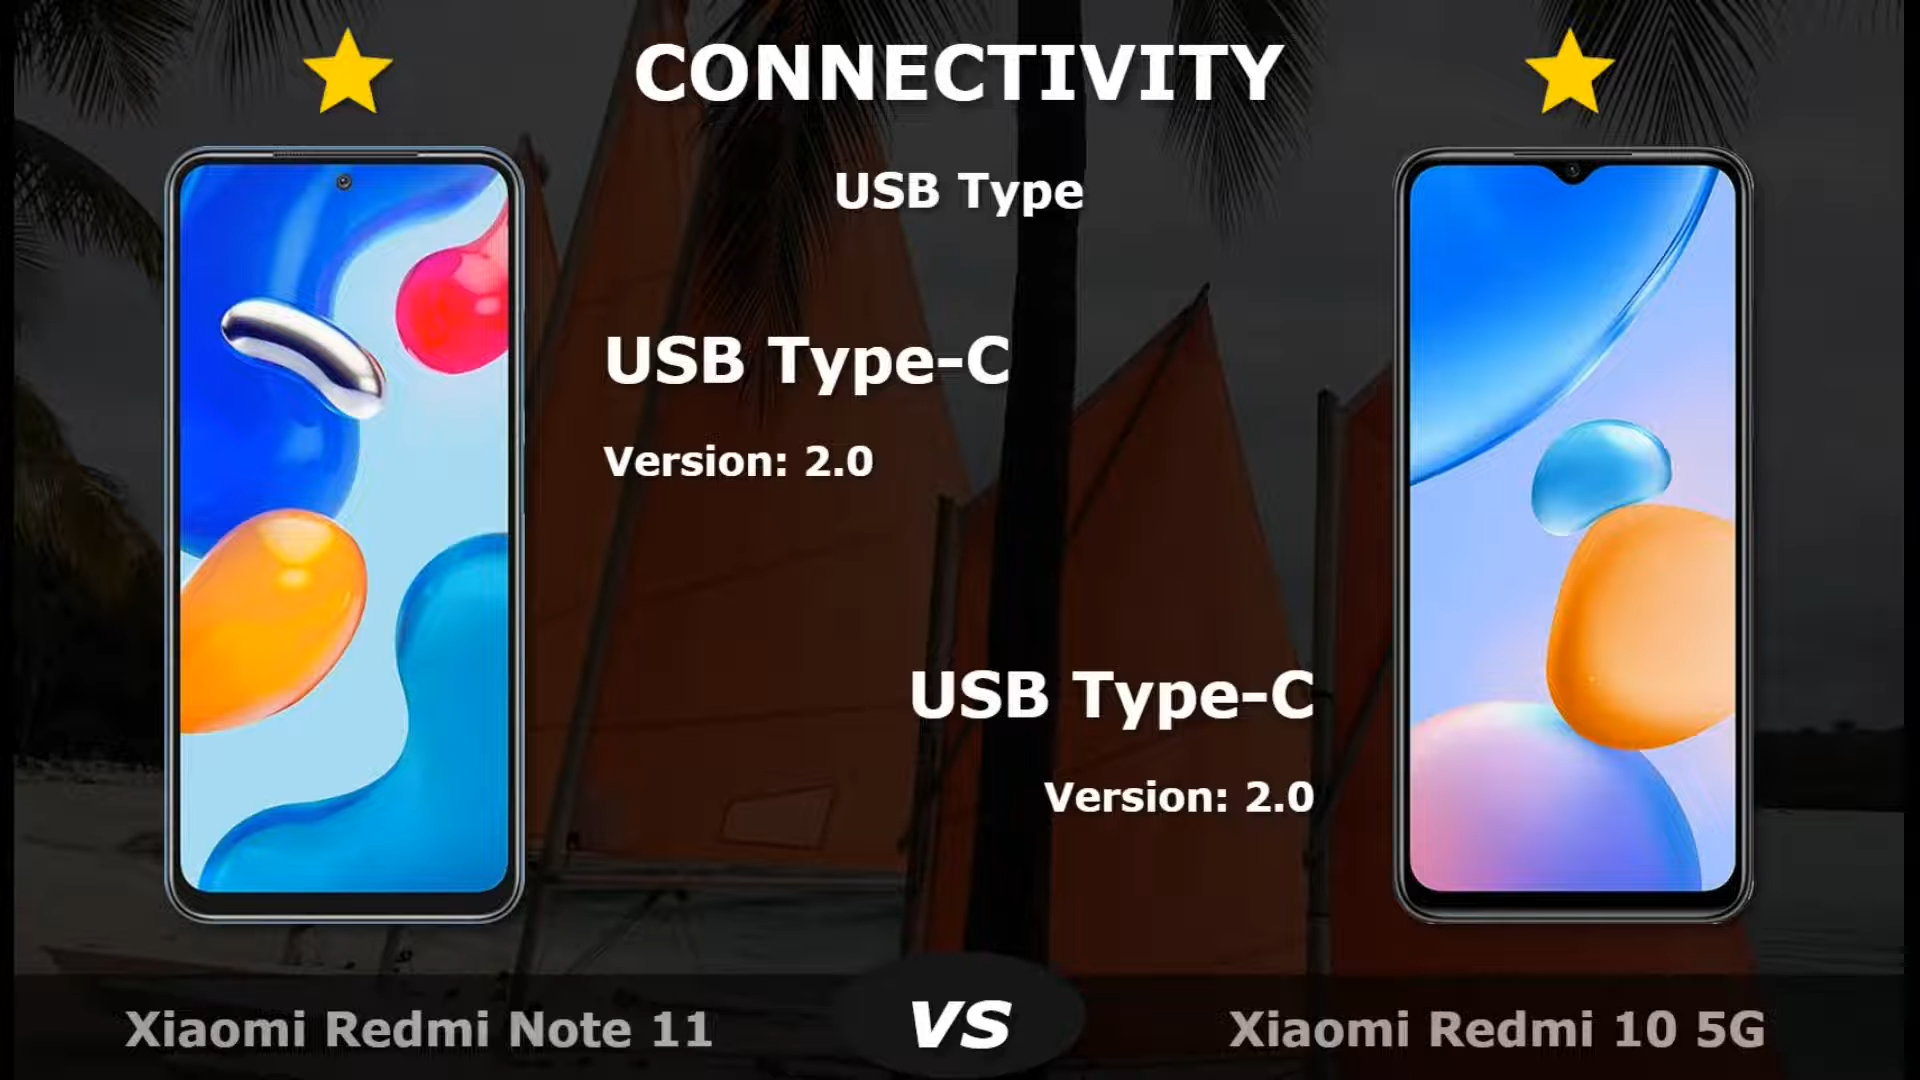 CONNECTIVITY
USB Type
USB Type-C
Version: 2.0
USB Type-C
Version: 2.0
Xiaomi Redmi Note 11
VS
Xiaomi Redmi 10 5G